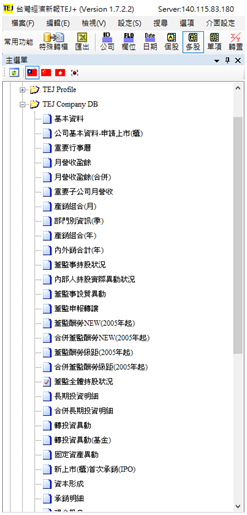 TEJ 台灣經濟新報TEJ+ (Version 1.7.2.2) Server:140.115.83.180
檔案(F) 編輯(E) 檢視(V) 設定(S) 搜尋 選項 介面設定
常用功能 特殊轉檔 匯出 公司 欄位 日期 個股 多股 單項 轉置
主選單
TEJ Profile
TEJ Company DB
基本資料
公司基本資料-申請上市(櫃)
重要行事曆
月營收盈餘
月營收盈餘(合併)
重要子公司月營收
產銷組合(月)
部門別資訊(季)
產銷組合(年)
內外銷合計(年)
董監事持股狀況
內部人持股實際異動狀況
董監事設質異動
董監申報轉讓
董監酬勞NEW(2005年起)
合併董監酬勞NEW(2005年起)
董監酬勞級距(2005年起)
合併董監酬勞級距(2005年起)
董監全體持股狀況
長期投資明細
合併長期投資明細
轉投資異動
轉投資異動(基金)
固定資產異動
新上市(櫃)首次承銷(IPO)
資本形成
承銷明細